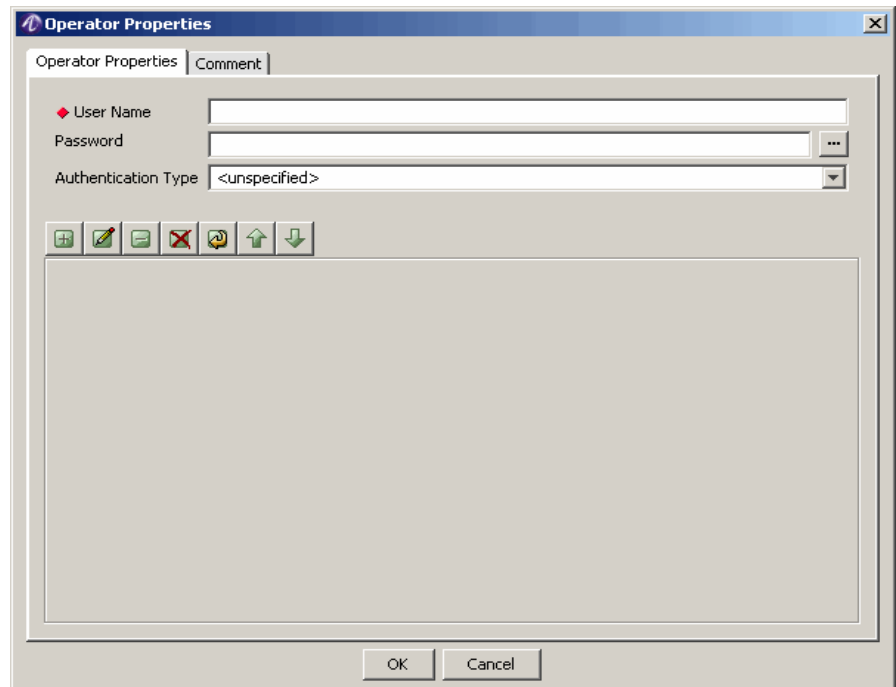 Operator Properties
Operator Properties
Comment
User Name
Password
...
Authentication Type
<unspecified>
OK
Cancel